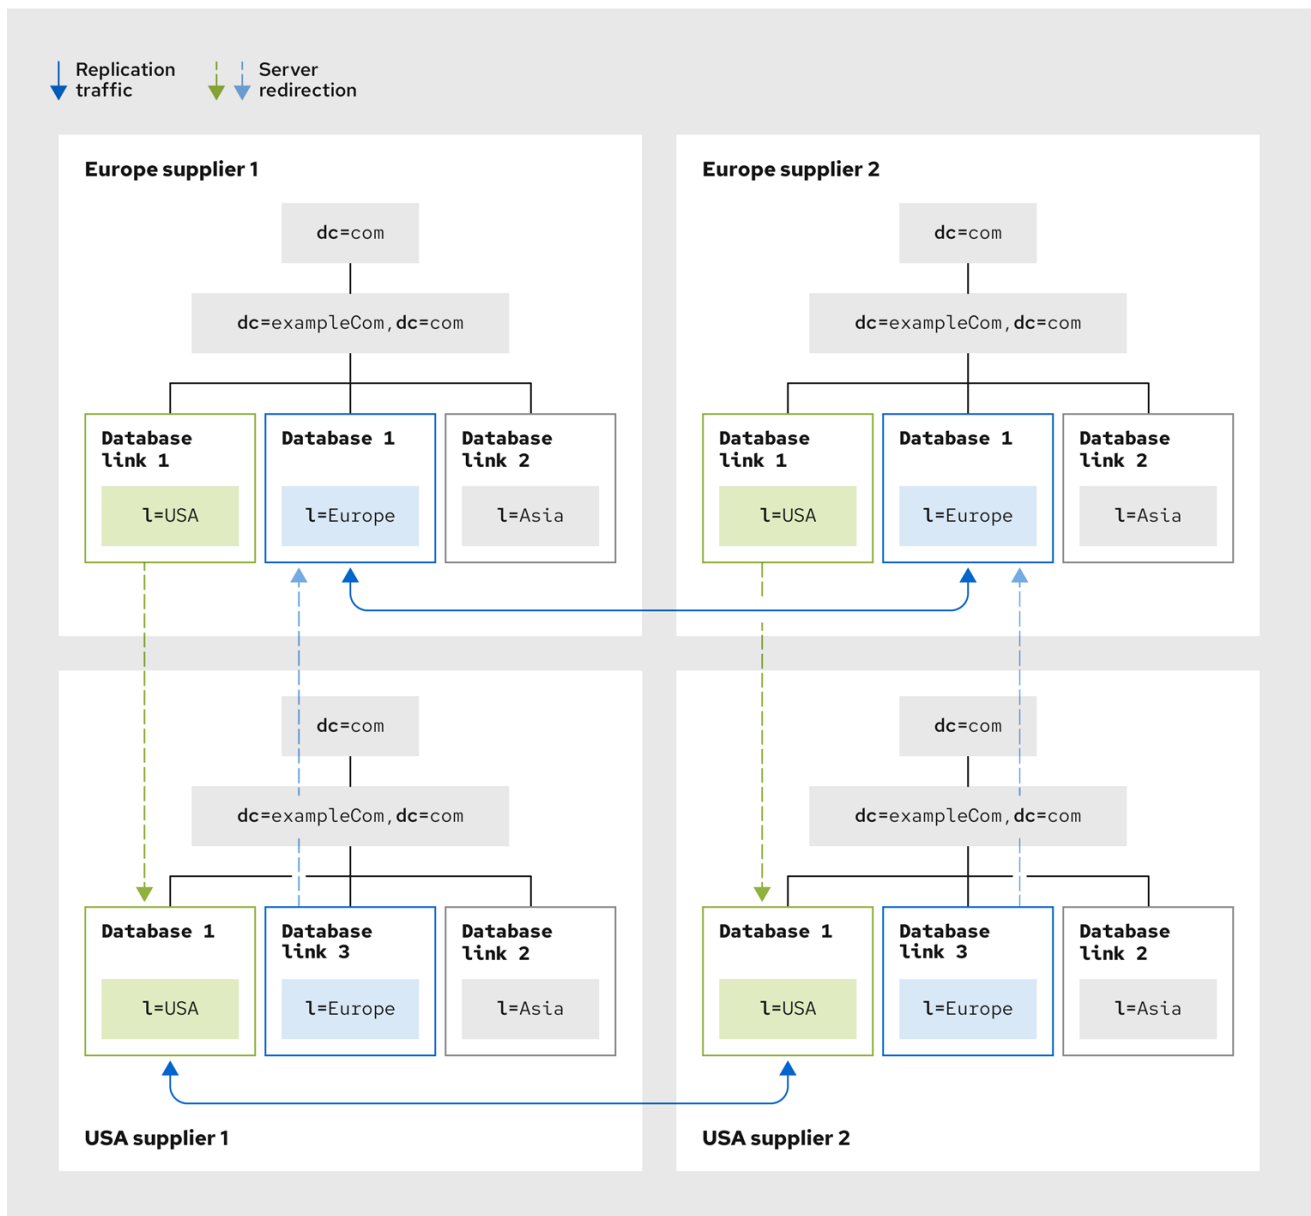 Replication
traffic
Server
redirection
Europe supplier 1
dc=com
dc=exampleCom,dc=com
Database
link 1
l=USA
Database 1
l=Europe
Database
link 2
l=Asia
Europe supplier 2
dc=com
dc=exampleCom,dc=com
Database
link 1
l=USA
Database 1
l=Europe
Database
link 2
l=Asia
dc=com
dc=exampleCom,dc=com
Database 1
l=USA
Database
link 3
l=Europe
Database
link 2
l=Asia
USA supplier 1
dc=com
dc=exampleCom,dc=com
Database 1
l=USA
Database
link 3
l=Europe
Database
link 2
l=Asia
USA supplier 2